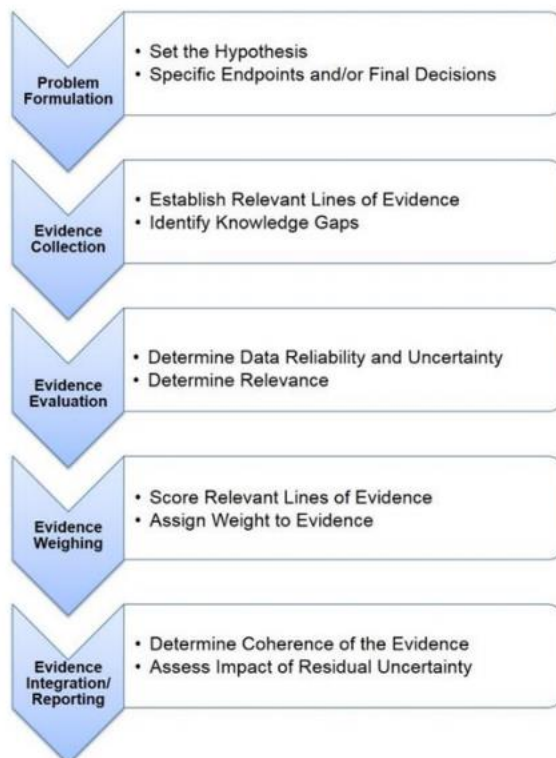 Problem
Formulation
• Set the Hypothesis
• Specific Endpoints and/or Final Decisions
Evidence
Collection
• Establish Relevant Lines of Evidence
• Identify Knowledge Gaps
Evidence
Evaluation
• Determine Data Reliability and Uncertainty
• Determine Relevance
Evidence
Weighing
• Score Relevant Lines of Evidence
• Assign Weight to Evidence
Evidence
Integration/
Reporting
• Determine Coherence of the Evidence
• Assess Impact of Residual Uncertainty